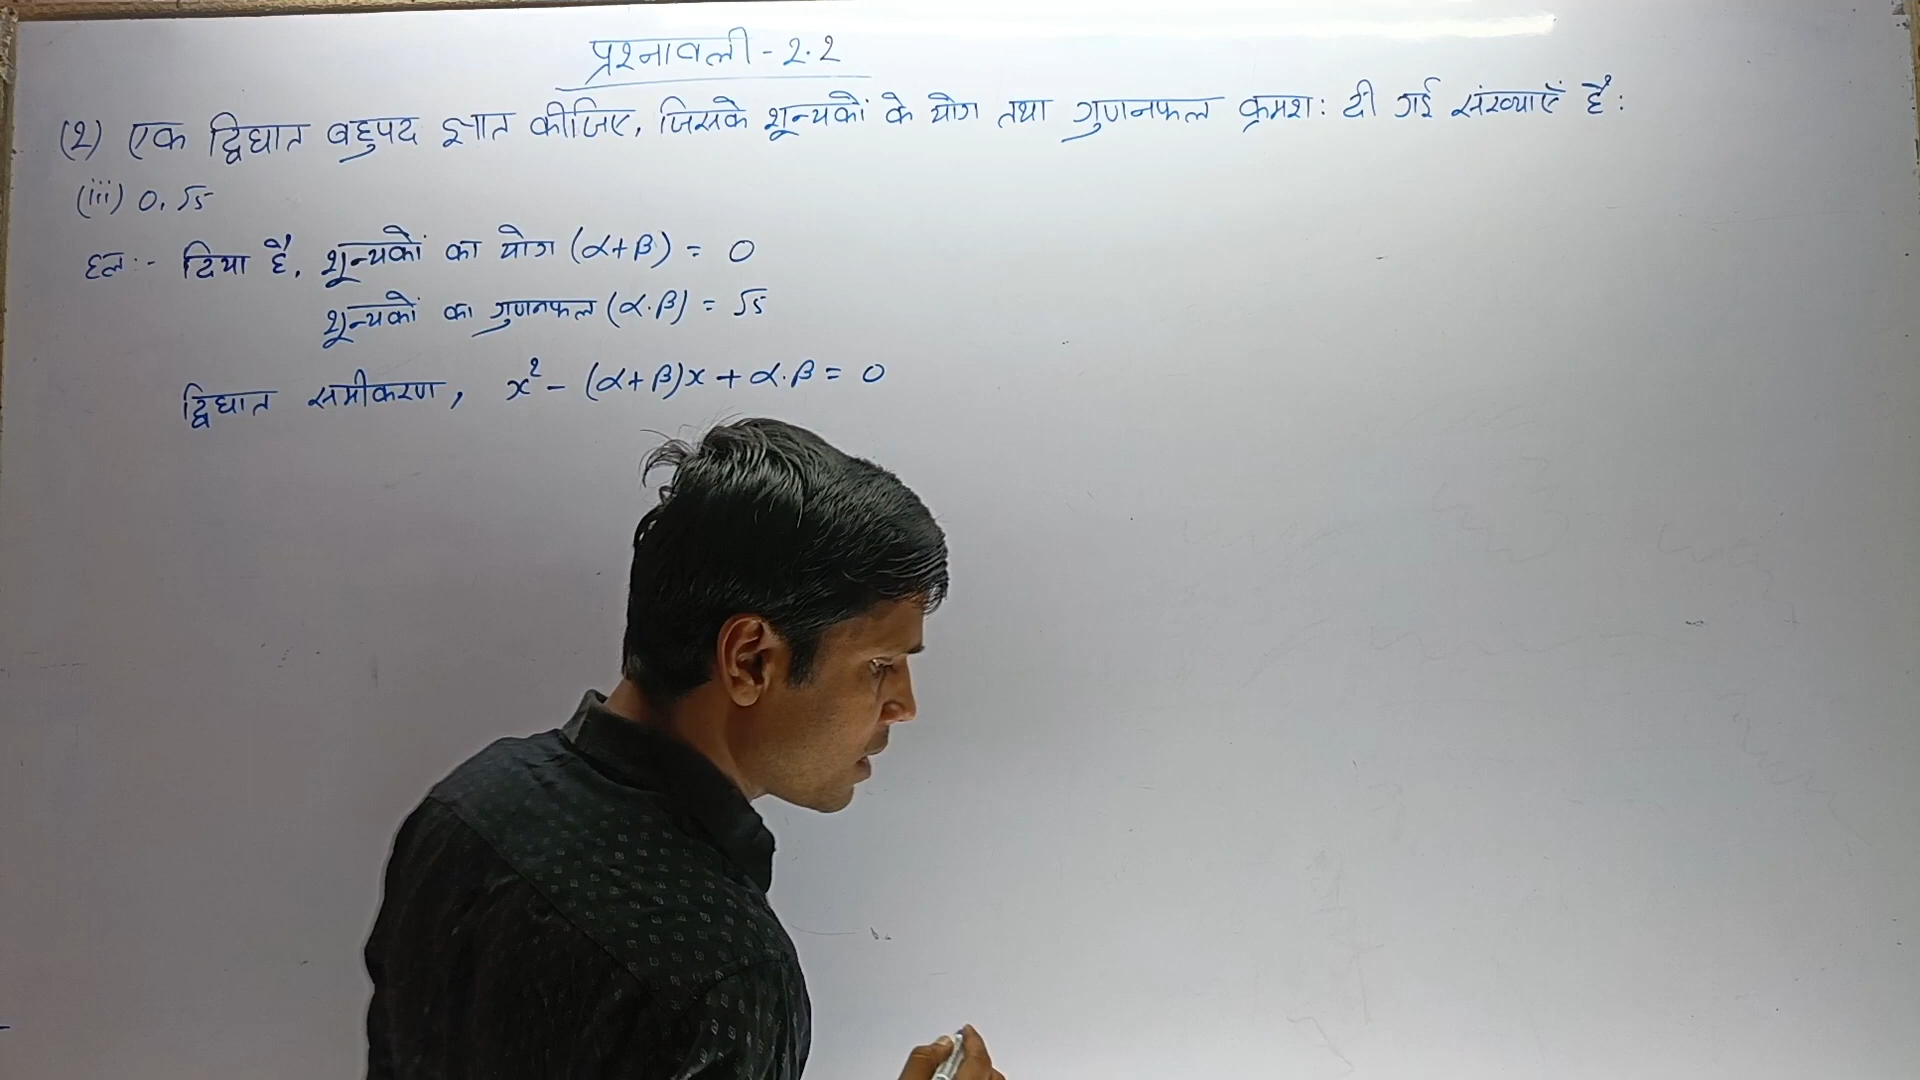 प्रश्नावली - 2.2
(2) एक द्विघात बहुपद ज्ञात कीजिए, जिसके शून्यकों के योग तथा गुणनफल क्रमशः दी गई संख्याएँ हैं :
(iii) 0, √5
हल :- दिया है, शून्यकों का योग (α+β) = 0
शून्यकों का गुणनफल (α.β) = √5
द्विघात समीकरण, x² - (α+β)x + α.β = 0